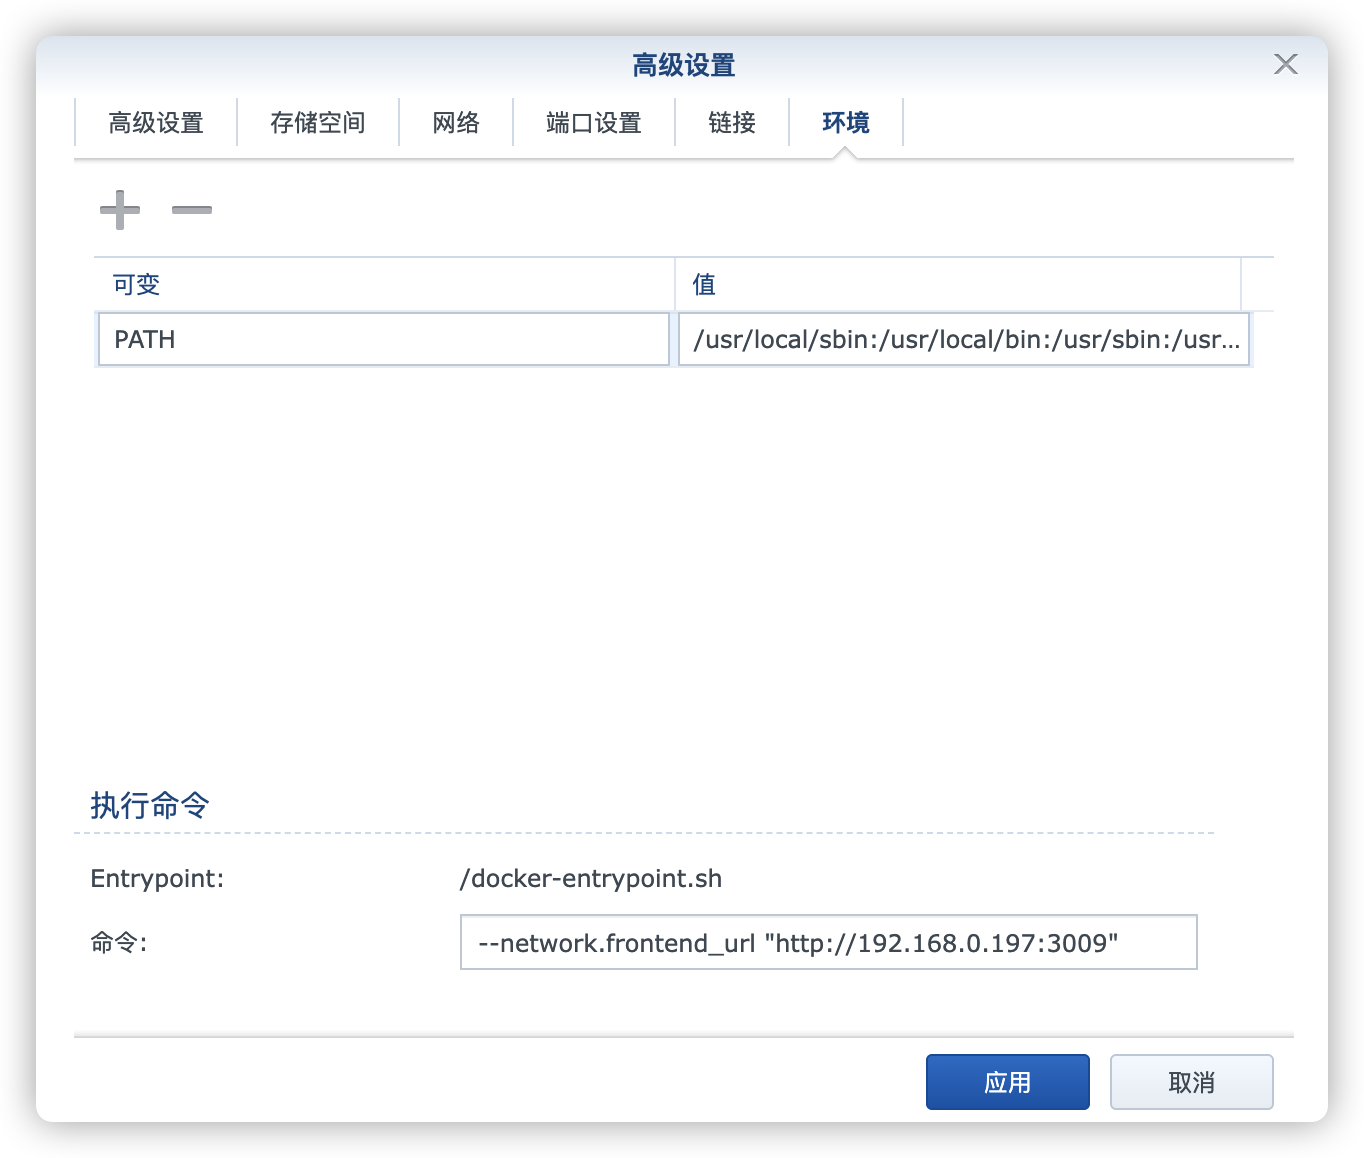 高级设置
高级设置 存储空间 网络 端口设置 链接 环境
可变 值
PATH /usr/local/sbin:/usr/local/bin:/usr/sbin:/usr...
执行命令
Entrypoint: /docker-entrypoint.sh
命令: --network.frontend_url "http://192.168.0.197:3009"
应用 取消